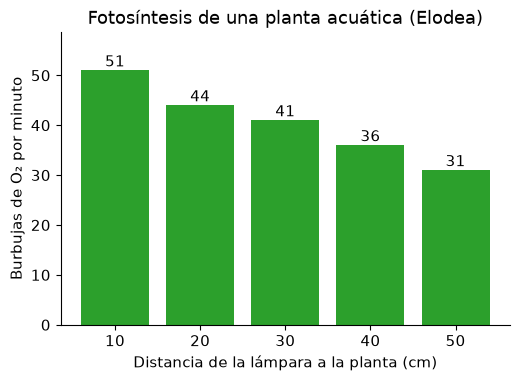 Fotosíntesis de una planta acuática (Elodea)
Burbujas de O₂ por minuto
50
40
30
20
10
0
51
44
41
36
31
10 20 30 40 50
Distancia de la lámpara a la planta (cm)